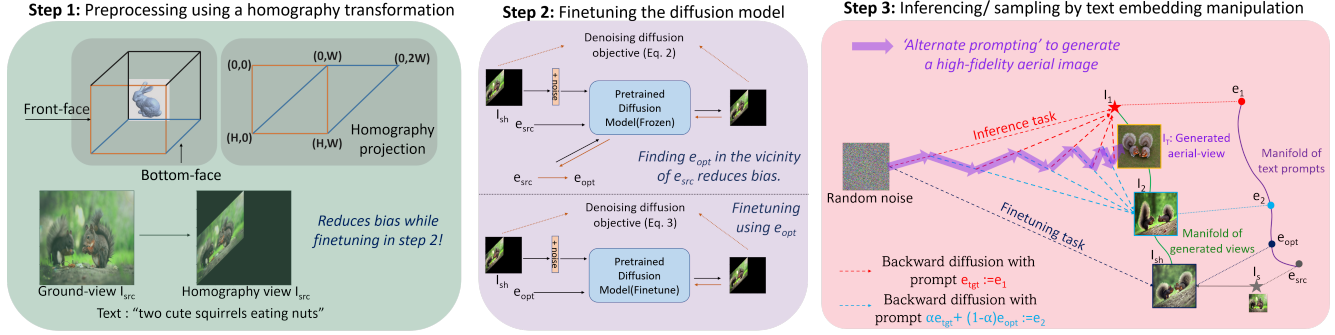 Step 1: Preprocessing using a homography transformation
Front-face
Bottom-face
(0,0)
(0,W)
(0,2W)
(H,0)
(H,W)
Homography
projection
Reduces bias while
finetuning in step 2!
Ground-view I_src
Homography view I_src
Text : “two cute squirrels eating nuts”
Step 2: Finetuning the diffusion model
Denoising diffusion
objective (Eq. 2)
+ noise
I_sh
e_src
Pretrained
Diffusion
Model(Frozen)
e_src
e_opt
Finding e_opt in the vicinity
of e_src reduces bias.
Denoising diffusion
objective (Eq. 3)
Finetuning
using e_opt
+ noise
I_sh
e_opt
Pretrained
Diffusion
Model(Finetune)
Step 3: Inferencing/ sampling by text embedding manipulation
‘Alternate prompting’ to generate
a high-fidelity aerial image
I_1
e_1
Inference task
I_T: Generated
aerial-view
Manifold of
text prompts
Random noise
I_2
e_2
Finetuning task
Manifold of
generated views
e_opt
I_sh
I_s
e_src
Backward diffusion with
prompt e_tgt :=e_1
Backward diffusion with
prompt αe_tgt+ (1-α)e_opt :=e_2